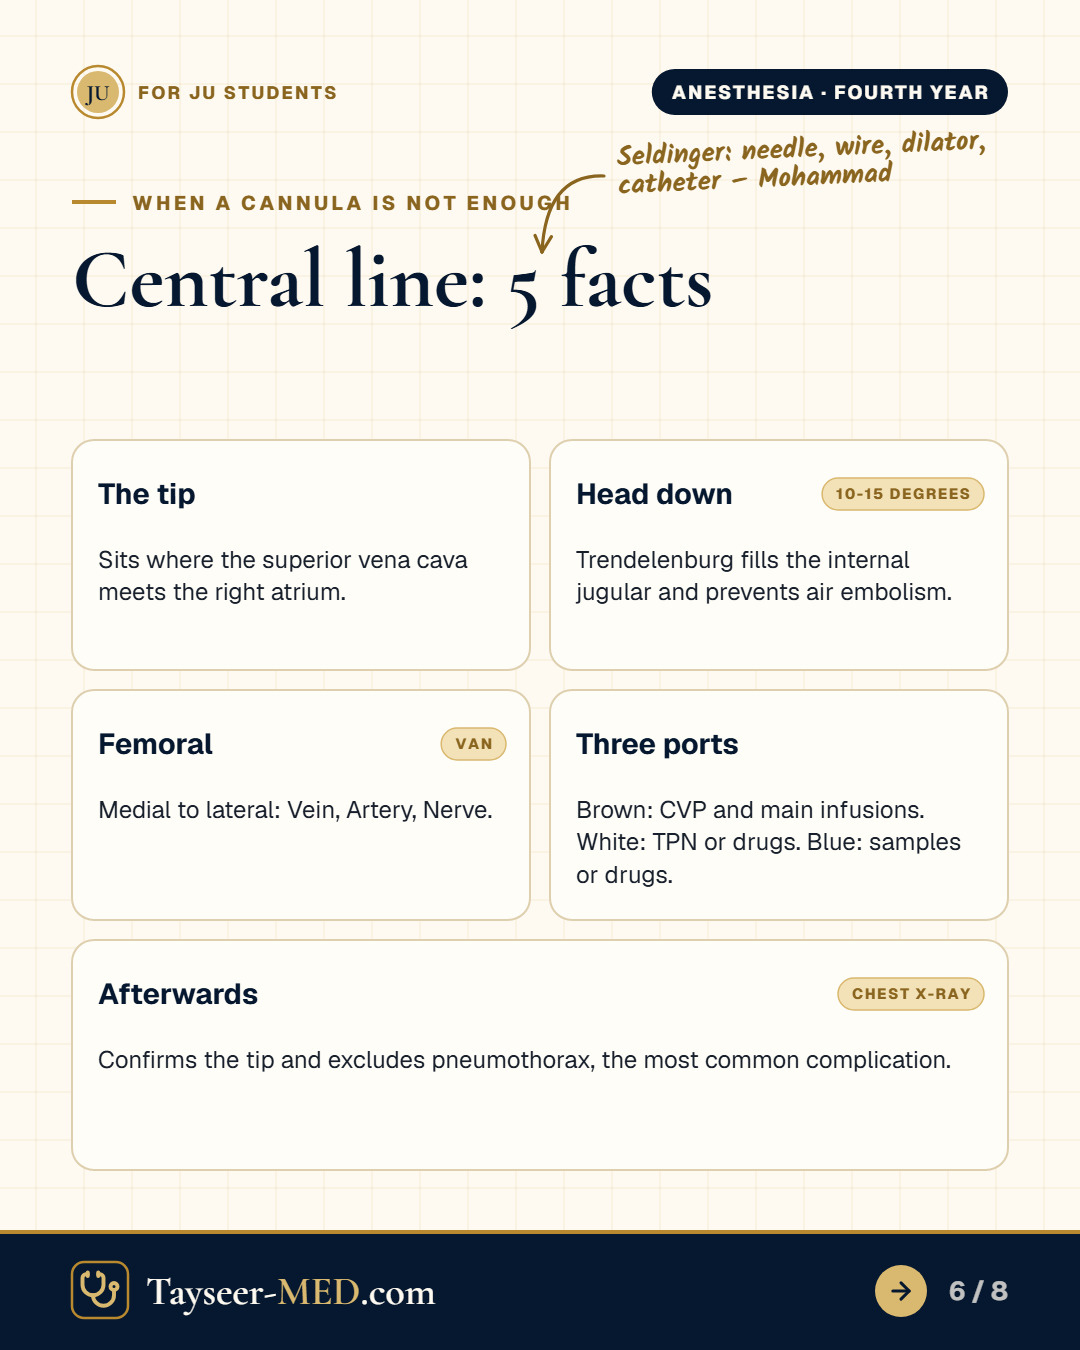 JU
FOR JU STUDENTS
ANESTHESIA · FOURTH YEAR
Seldinger: needle, wire, dilator,
catheter – Mohammad
WHEN A CANNULA IS NOT ENOUGH
Central line: 5 facts
The tip
Sits where the superior vena cava
meets the right atrium.
Head down
10-15 DEGREES
Trendelenburg fills the internal
jugular and prevents air embolism.
Femoral
VAN
Medial to lateral: Vein, Artery, Nerve.
Three ports
Brown: CVP and main infusions.
White: TPN or drugs. Blue: samples
or drugs.
Afterwards
CHEST X-RAY
Confirms the tip and excludes pneumothorax, the most common complication.
Tayseer-MED.com
6 / 8